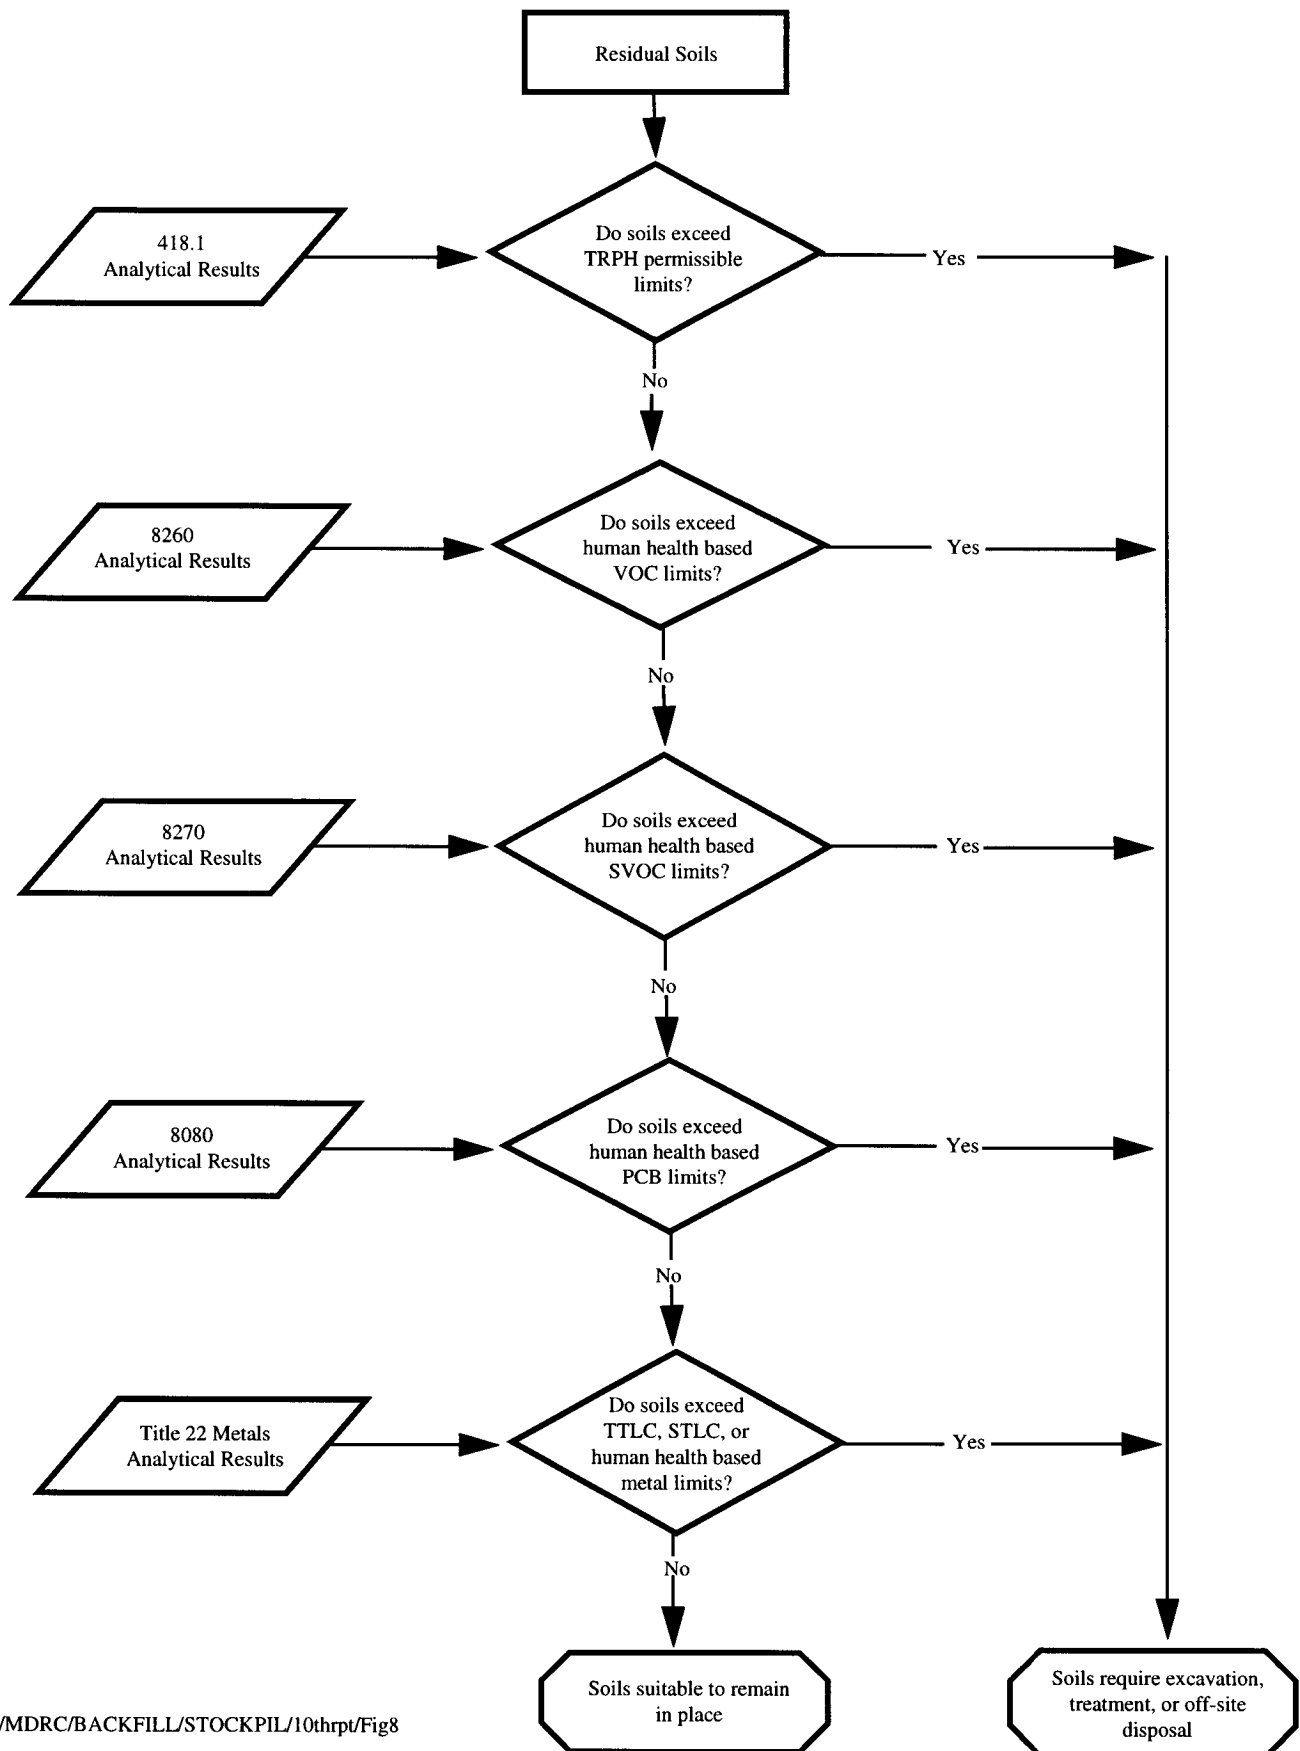 Residual Soils
418.1
Analytical Results
Do soils exceed
TRPH permissible
limits?
Yes
No
8260
Analytical Results
Do soils exceed
human health based
VOC limits?
Yes
No
8270
Analytical Results
Do soils exceed
human health based
SVOC limits?
Yes
No
8080
Analytical Results
Do soils exceed
human health based
PCB limits?
Yes
No
Title 22 Metals
Analytical Results
Do soils exceed
TTLC, STLC, or
human health based
metal limits?
Yes
No
Soils suitable to remain
in place
Soils require excavation,
treatment, or off-site
disposal
/MDRC/BACKFILL/STOCKPIL/10thrpt/Fig8